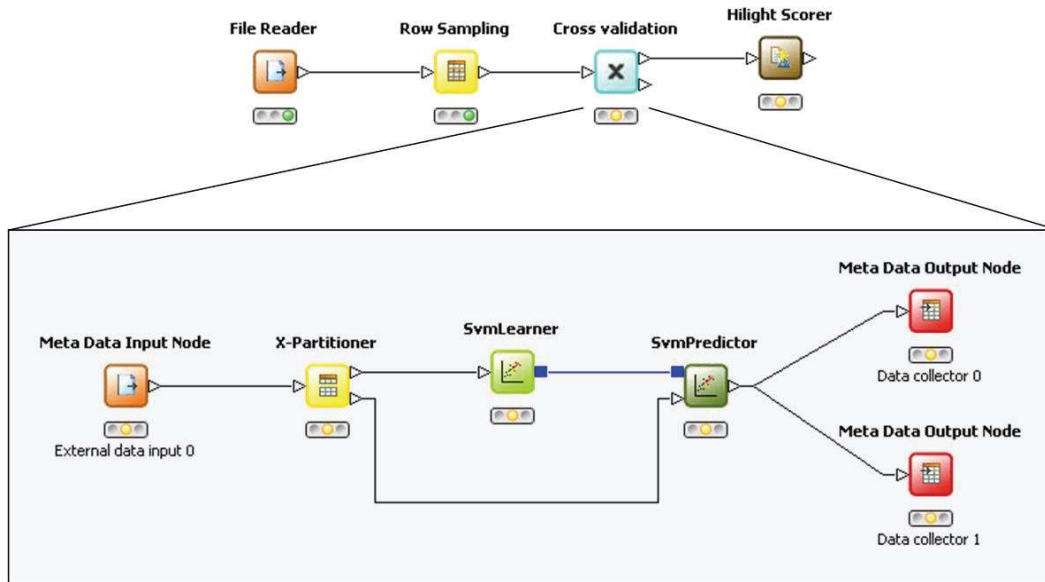 File Reader
Row Sampling
Cross validation
Hilight Scorer
Meta Data Input Node
External data input 0
X-Partitioner
SvmLearner
SvmPredictor
Meta Data Output Node
Data collector 0
Meta Data Output Node
Data collector 1